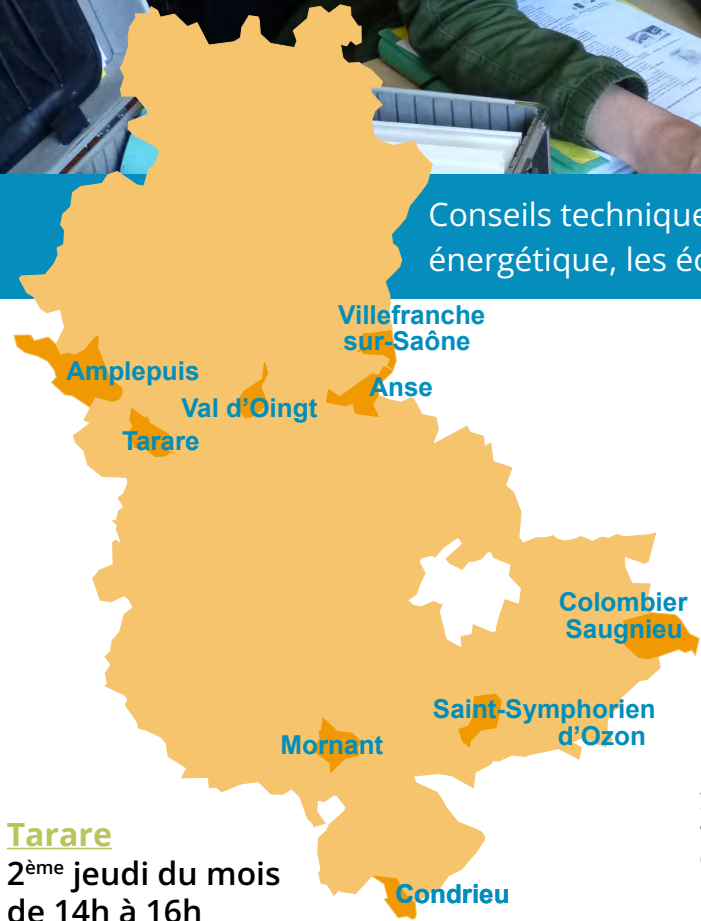 Conseils technique
énergétique, les éc
Villefranche
sur-Saône
Amplepuis
Anse
Val d'Oingt
Tarare
Colombier
Saugnieu
Saint-Symphorien
d'Ozon
Mornant
Tarare
2ème jeudi du mois
de 14h à 16h
Condrieu